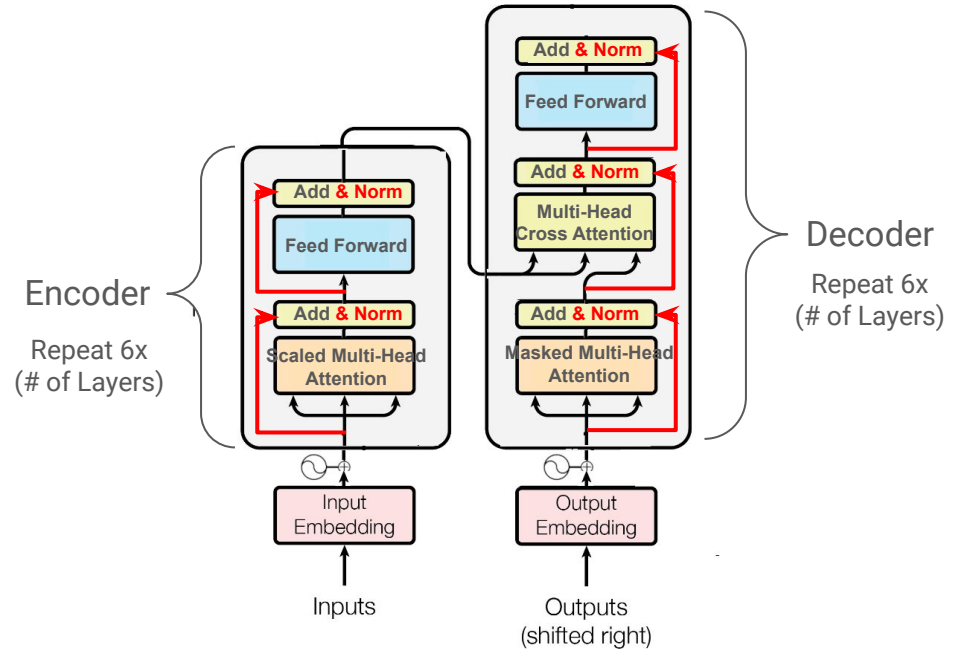 Encoder
Repeat 6x
(# of Layers)
Add & Norm
Feed Forward
Add & Norm
Scaled Multi-Head
Attention
Input
Embedding
Inputs
Add & Norm
Feed Forward
Add & Norm
Multi-Head
Cross Attention
Add & Norm
Masked Multi-Head
Attention
Output
Embedding
Outputs
(shifted right)
Decoder
Repeat 6x
(# of Layers)